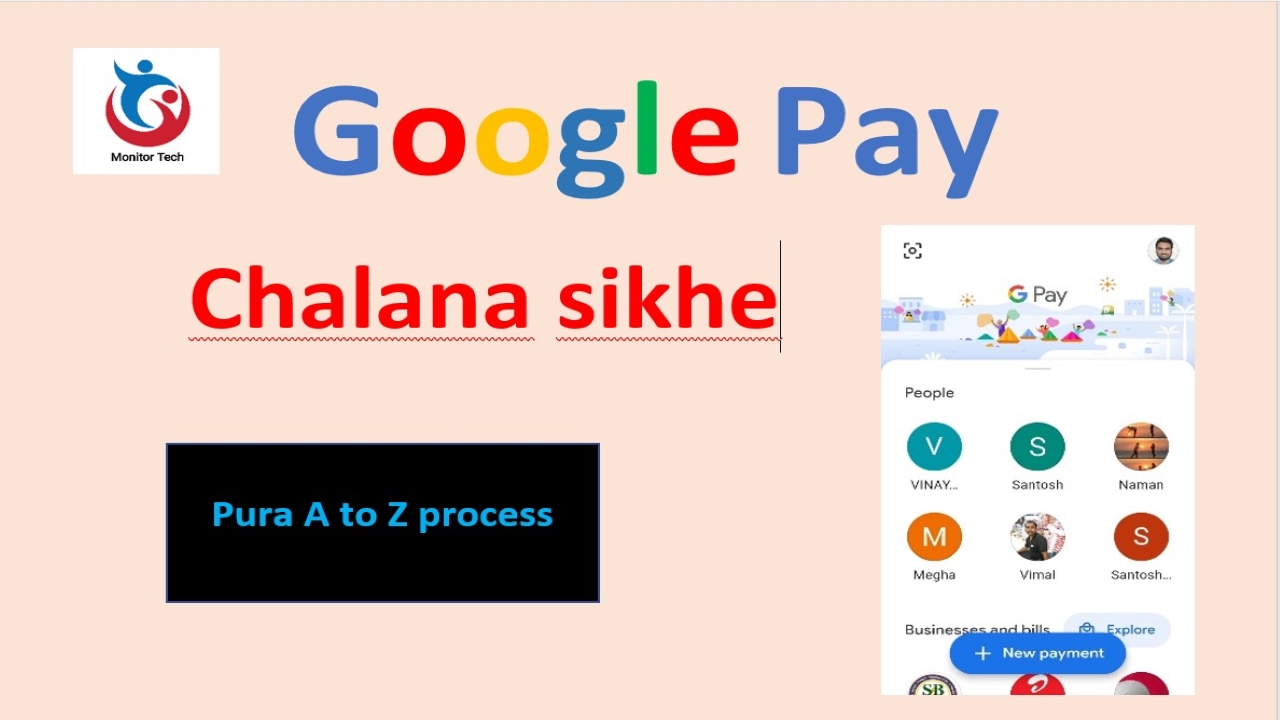 Monitor Tech
Google Pay
Chalana sikhe
Pura A to Z process
G Pay
People
V
S
VINAY...
Santosh
Naman
M
S
Megha
Vimal
Santosh...
Businesses and bills
Explore
+ New payment
SB